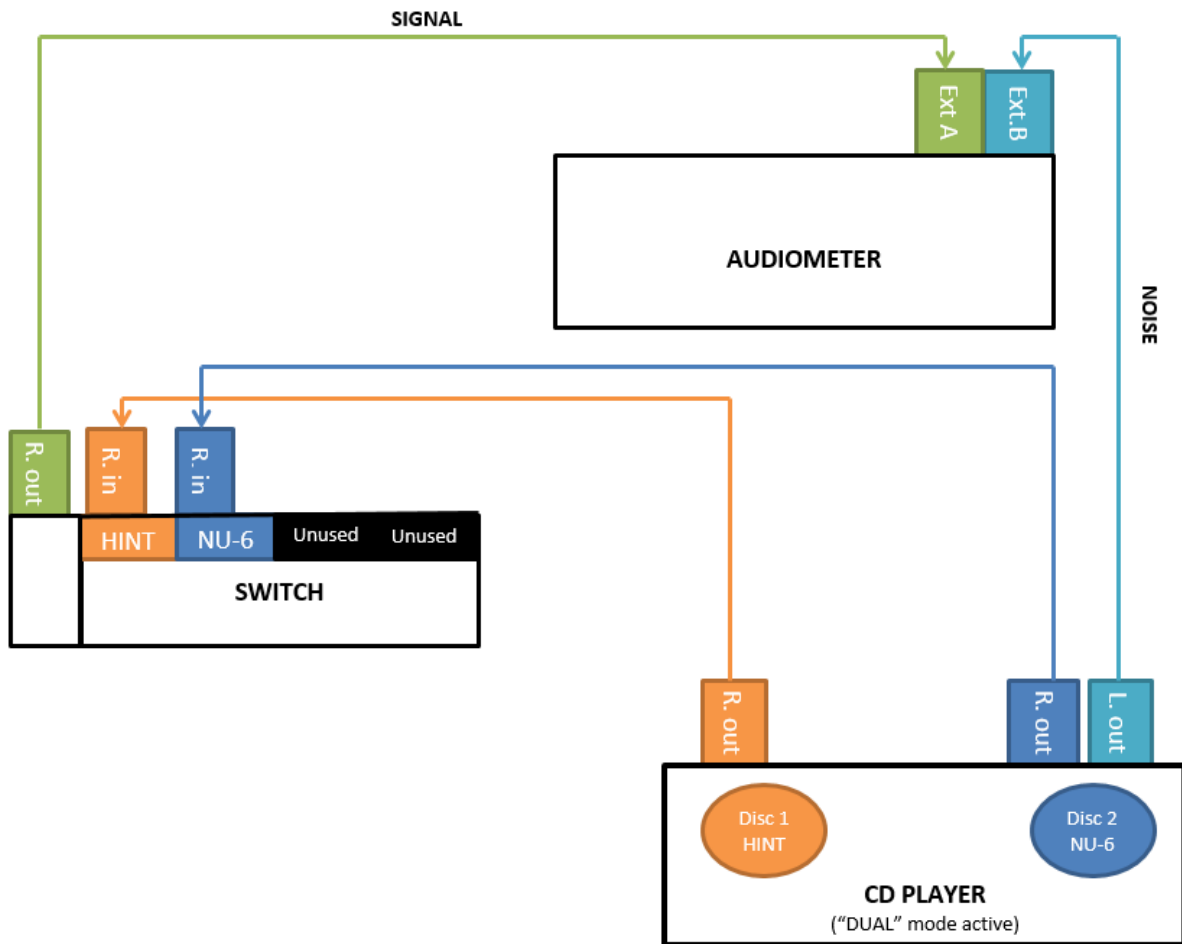 SIGNAL
Ext A
Ext.B
AUDIOMETER
NOISE
R. out
R. in
R. in
HINT
NU-6
Unused
Unused
SWITCH
R. out
R. out
L. out
Disc 1
HINT
Disc 2
NU-6
CD PLAYER
(“DUAL” mode active)